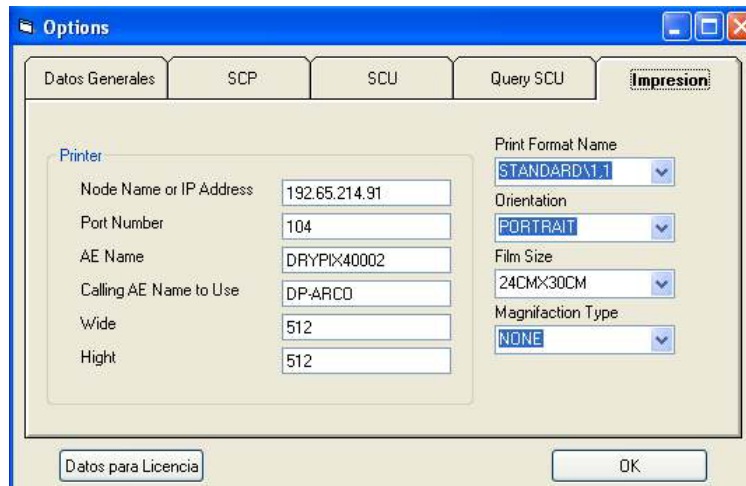 Options
Datos Generales SCP SCU Query SCU Impresion
Printer
Node Name or IP Address 192.65.214.91
Port Number 104
AE Name DRYPIX40002
Calling AE Name to Use DP-ARCO
Wide 512
Hight 512
Print Format Name
STANDARD\1,1
Orientation
PORTRAIT
Film Size
24CMX30CM
Magnifaction Type
NONE
Datos para Licencia OK